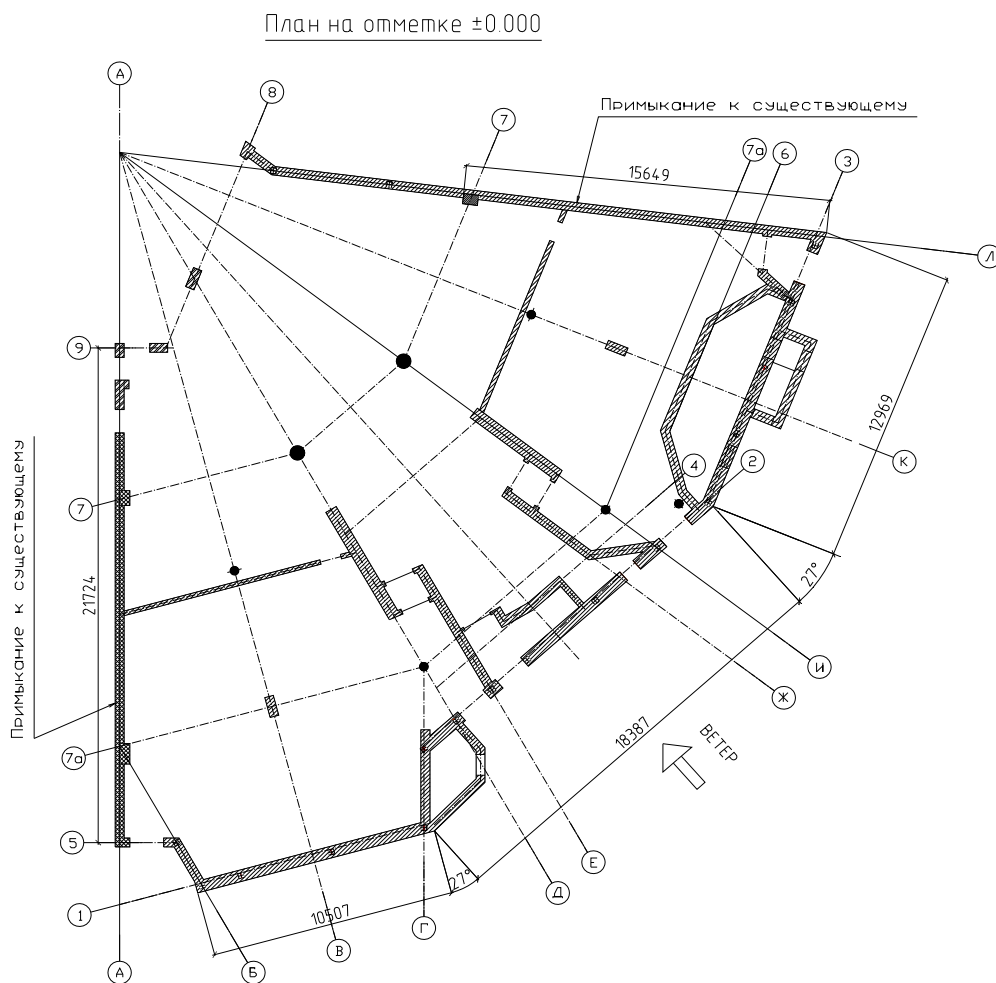 План на отметке ±0.000
А
8
7
Примыкание к существующему
7а
6
3
15649
Л
9
12969
К
4
2
7
Примыкание к существующему
21724
27°
И
Ж
18387
ВЕТЕР
7а
5
Е
27°
Д
1
10507
Г
В
Б
А